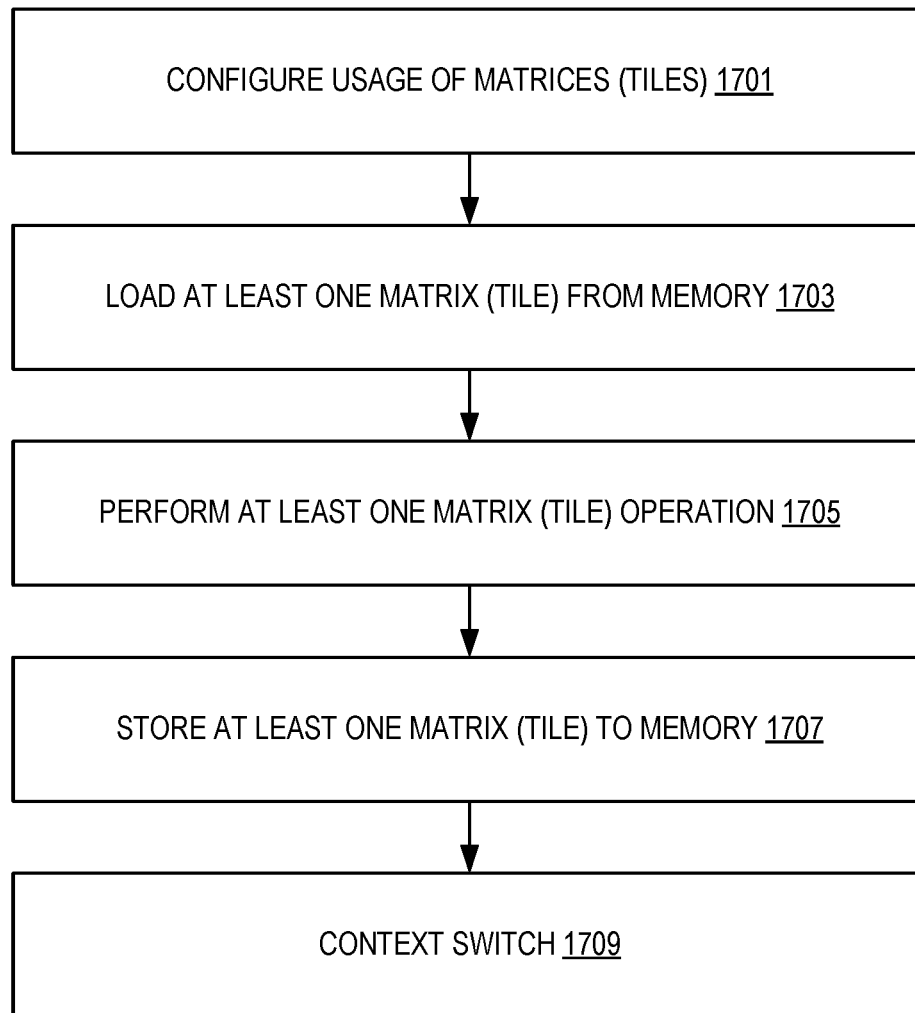 CONFIGURE USAGE OF MATRICES (TILES) 1701
LOAD AT LEAST ONE MATRIX (TILE) FROM MEMORY 1703
PERFORM AT LEAST ONE MATRIX (TILE) OPERATION 1705
STORE AT LEAST ONE MATRIX (TILE) TO MEMORY 1707
CONTEXT SWITCH 1709